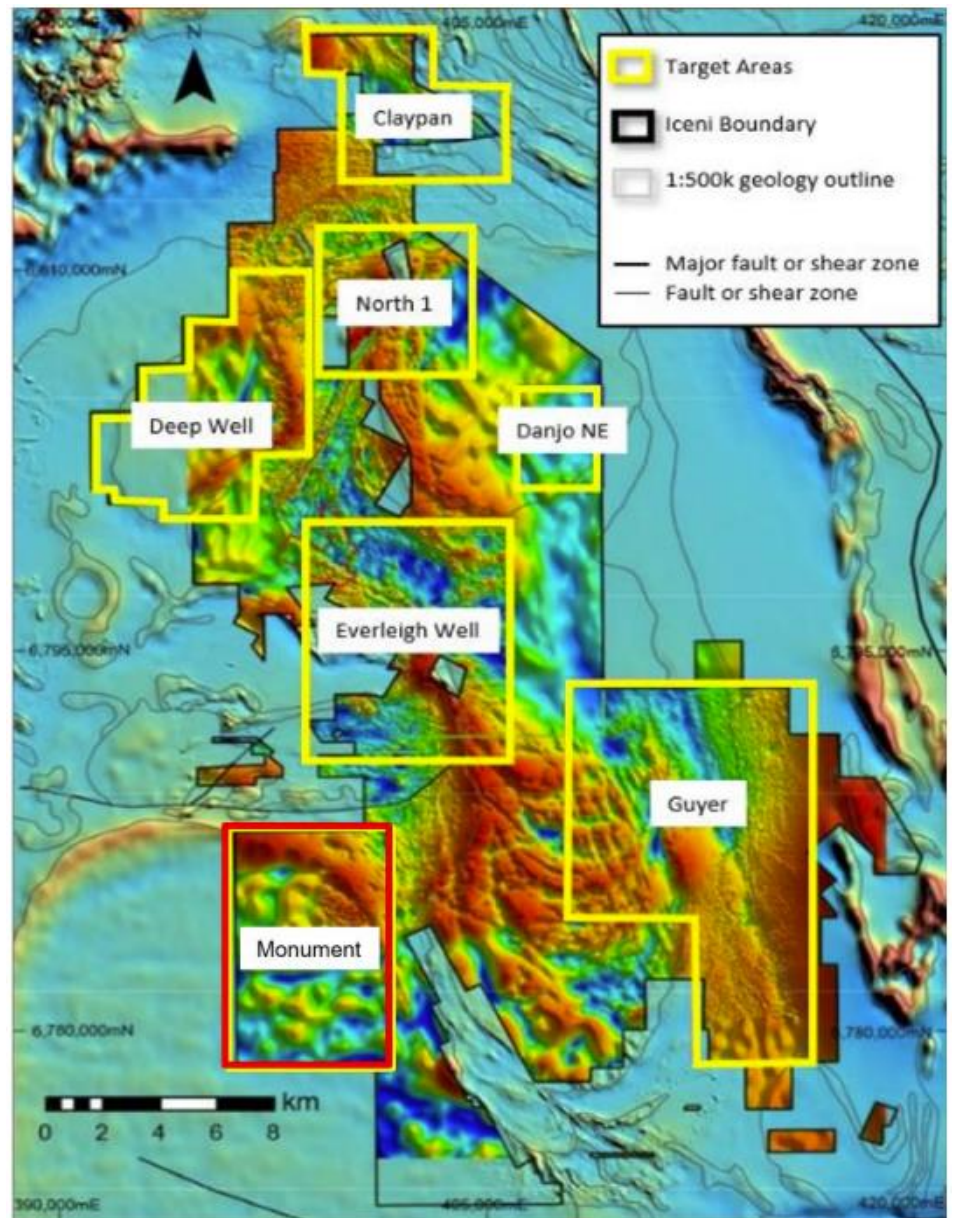 405,000mE
420,000mE
N
Target Areas
Iceni Boundary
1:500k geology outline
Major fault or shear zone
Fault or shear zone
Claypan
6,810,000mN
North 1
Deep Well
Danjo NE
Everleigh Well
6,795,000mN
6,795,000mN
Guyer
Monument
6,780,000mN
6,780,000mN
km
0 2 4 6 8
390,000mE
405,000mE
420,000mE